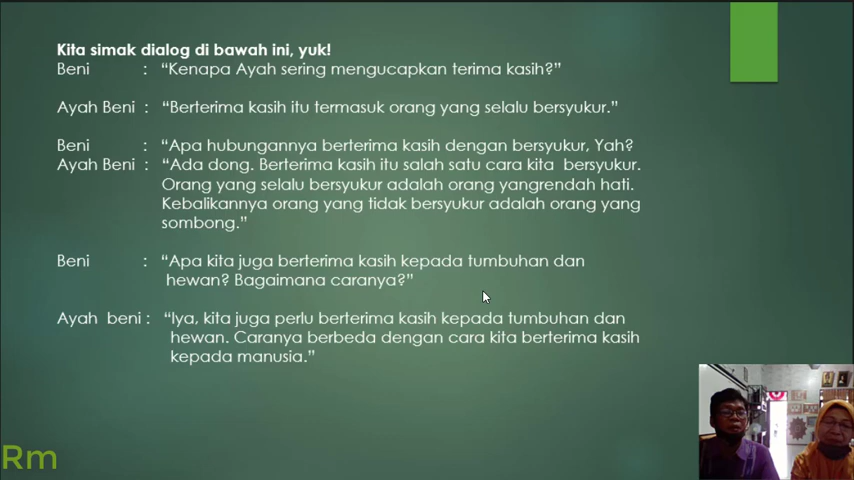 Kita simak dialog di bawah ini, yuk!
Beni : “Kenapa Ayah sering mengucapkan terima kasih?”
Ayah Beni : “Berterima kasih itu termasuk orang yang selalu bersyukur.”
Beni : “Apa hubungannya berterima kasih dengan bersyukur, Yah?
Ayah Beni : “Ada dong. Berterima kasih itu salah satu cara kita bersyukur.
Orang yang selalu bersyukur adalah orang yangrendah hati.
Kebalikannya orang yang tidak bersyukur adalah orang yang
sombong.”
Beni : “Apa kita juga berterima kasih kepada tumbuhan dan
hewan? Bagaimana caranya?”
Ayah beni : “Iya, kita juga perlu berterima kasih kepada tumbuhan dan
hewan. Caranya berbeda dengan cara kita berterima kasih
kepada manusia.”
Rm